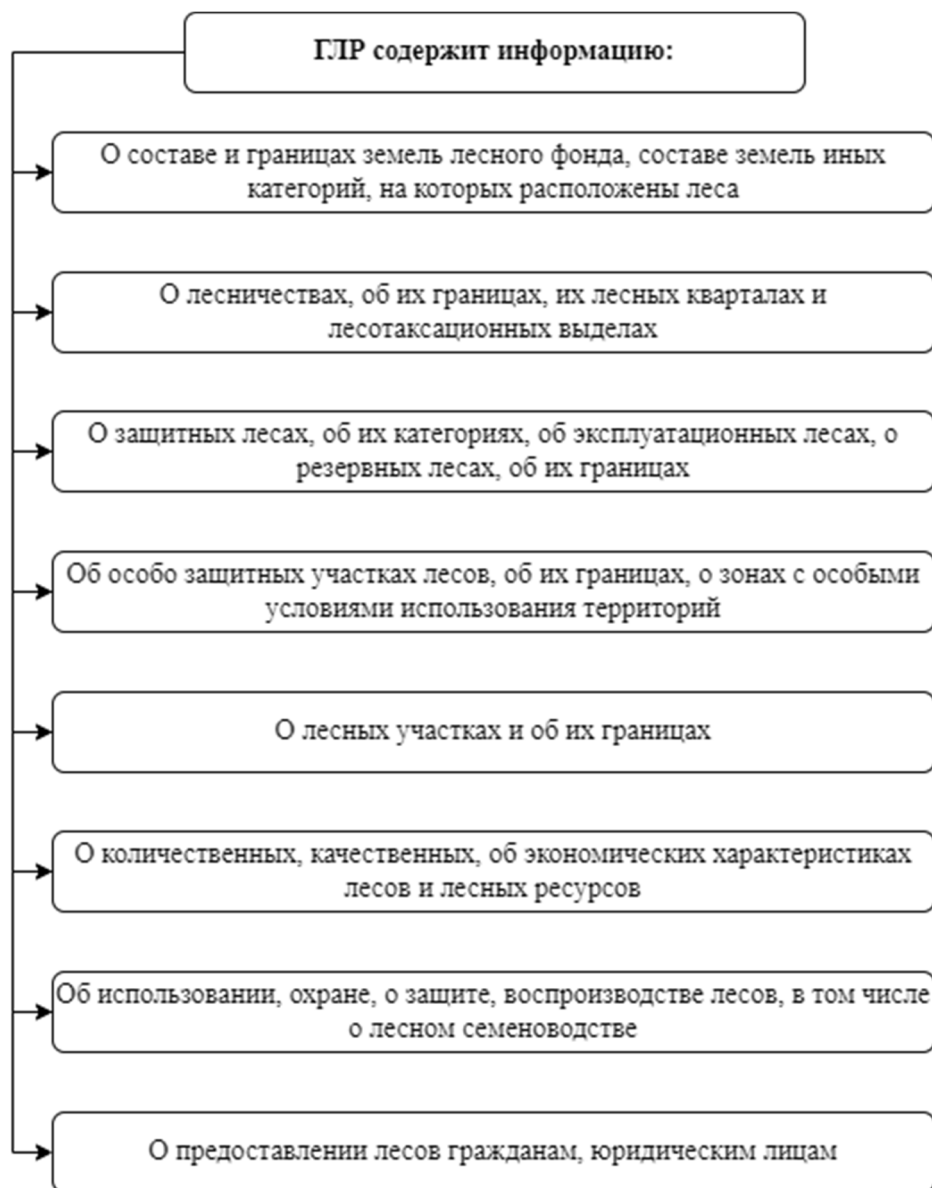 ГЛР содержит информацию:
О составе и границах земель лесного фонда, составе земель иных
категорий, на которых расположены леса
О лесничествах, об их границах, их лесных кварталах и
лесотаксационных выделах
О защитных лесах, об их категориях, об эксплуатационных лесах, о
резервных лесах, об их границах
Об особо защитных участках лесов, об их границах, о зонах с особыми
условиями использования территорий
О лесных участках и об их границах
О количественных, качественных, об экономических характеристиках
лесов и лесных ресурсов
Об использовании, охране, о защите, воспроизводстве лесов, в том числе
о лесном семеноводстве
О предоставлении лесов гражданам, юридическим лицам